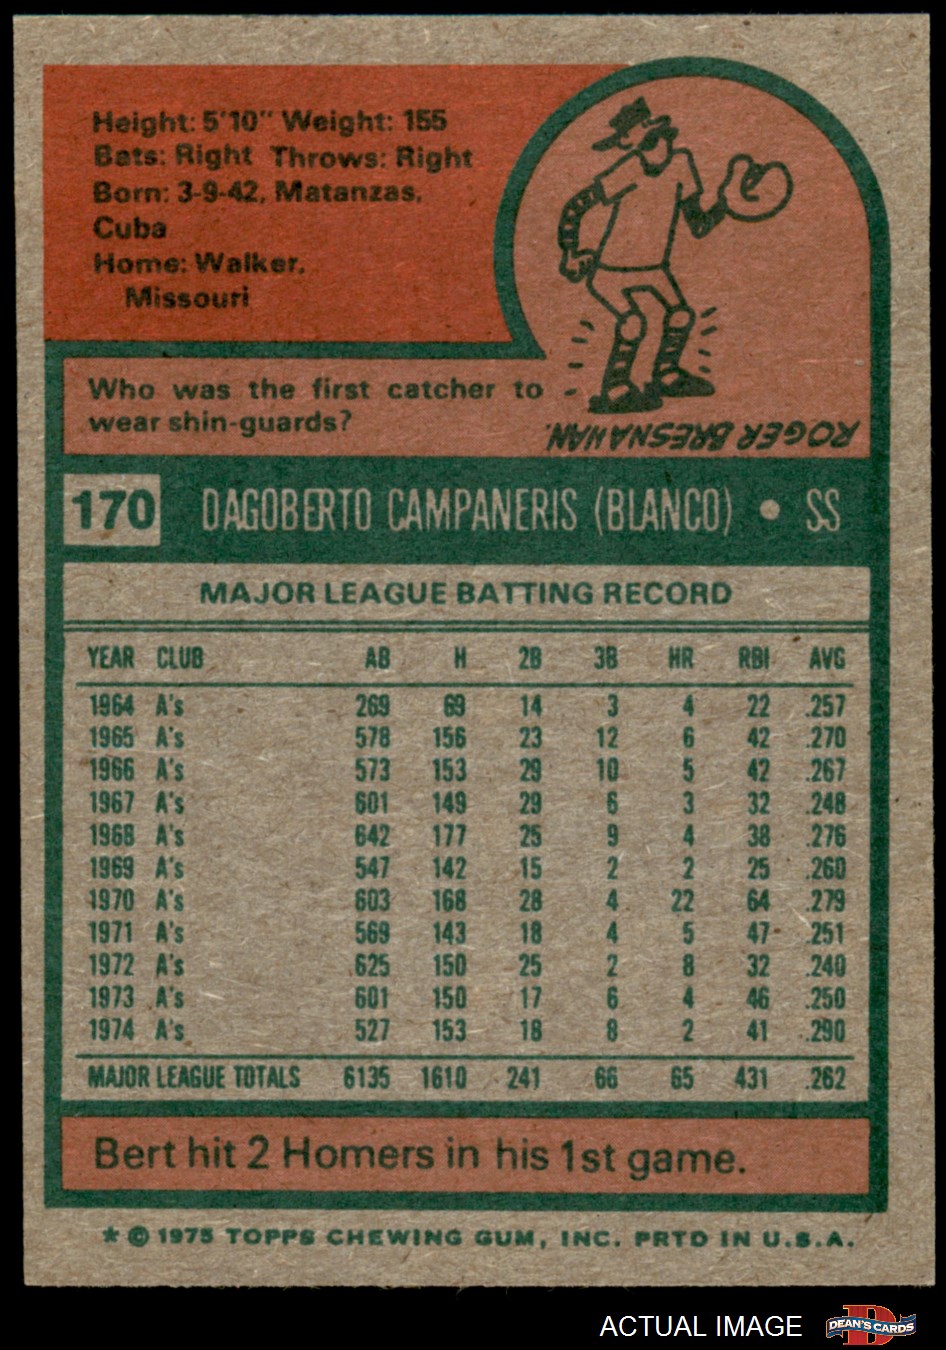 Height: 5'10" Weight: 155
Bats: Right Throws: Right
Born: 3-9-42, Matanzas,
Cuba
Home: Walker,
Missouri
Who was the first catcher to
wear shin-guards?
ROGER BRESNAHAN.
170 DAGOBERTO CAMPANERIS (BLANCO) • SS
MAJOR LEAGUE BATTING RECORD
YEAR CLUB AB H 2B 3B HR RBI AVG
1964 A's 269 69 14 3 4 22 .257
1965 A's 578 156 23 12 6 42 .270
1966 A's 573 153 29 10 5 42 .267
1967 A's 601 149 29 6 3 32 .248
1968 A's 642 177 25 9 4 38 .276
1969 A's 547 142 15 2 2 25 .260
1970 A's 603 168 28 4 22 64 .279
1971 A's 569 143 18 4 5 47 .251
1972 A's 625 150 25 2 8 32 .240
1973 A's 601 150 17 6 4 46 .250
1974 A's 527 153 18 8 2 41 .290
MAJOR LEAGUE TOTALS 6135 1610 241 66 65 431 .262
Bert hit 2 Homers in his 1st game.
* © 1975 TOPPS CHEWING GUM, INC. PRTD IN U.S.A.
ACTUAL IMAGE D DEAN'S CARDS